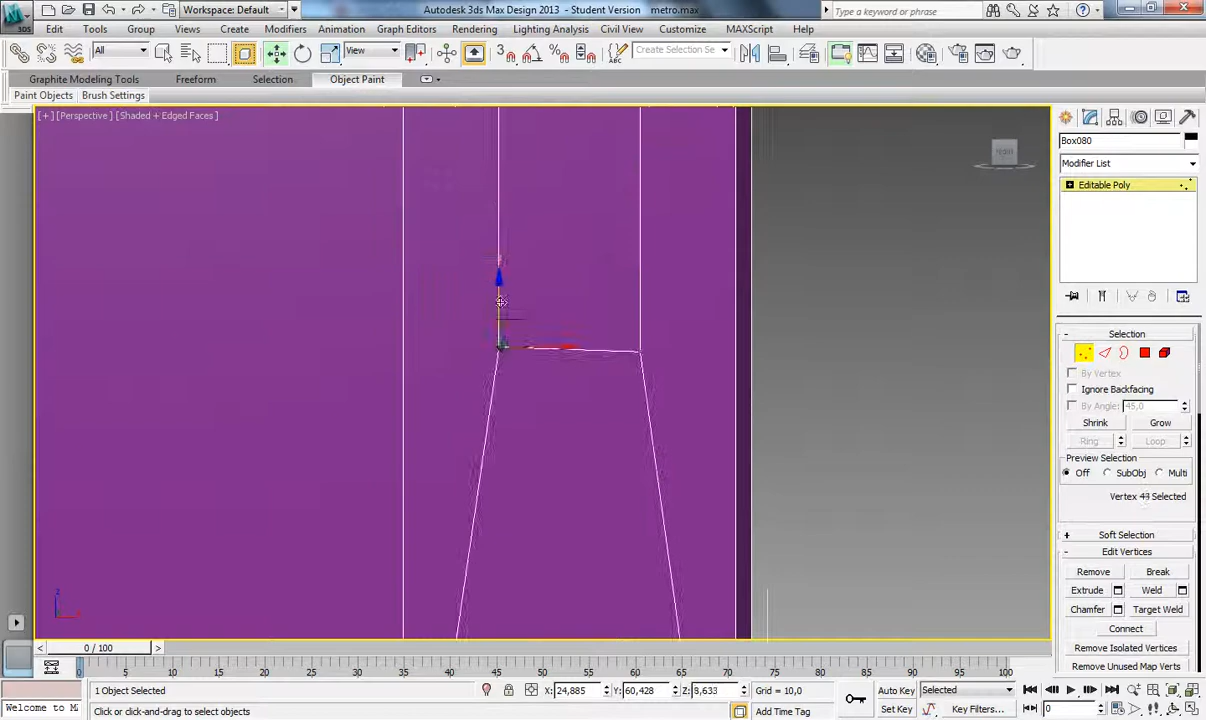 Workspace: Default
Autodesk 3ds Max Design 2013 - Student Version metro.max
Type a keyword or phrase
Edit Tools Group Views Create Modifiers Animation Graph Editors Rendering Lighting Analysis Civil View Customize MAXScript Help
All View 3 Create Selection Se
Graphite Modeling Tools Freeform Selection Object Paint
Paint Objects Brush Settings
[+] [Perspective] [Shaded + Edged Faces]
Box080
Modifier List
Editable Poly
Selection
By Vertex
Ignore Backfacing
By Angle: 45,0
Shrink Grow
Ring Loop
Preview Selection
Off SubObj Multi
Vertex 43 Selected
Soft Selection
Edit Vertices
Remove Break
Extrude Weld
Chamfer Target Weld
Connect
Remove Isolated Vertices
Remove Unused Map Verts
0 / 100
0 5 10 15 20 25 30 35 40 45 50 55 60 65 70 75 80 85 90 95 100
1 Object Selected X: 24,885 Y: 60,428 Z: 8,633 Grid = 10,0 Auto Key Selected
Welcome to M Click or click-and-drag to select objects Add Time Tag Set Key Key Filters... 0